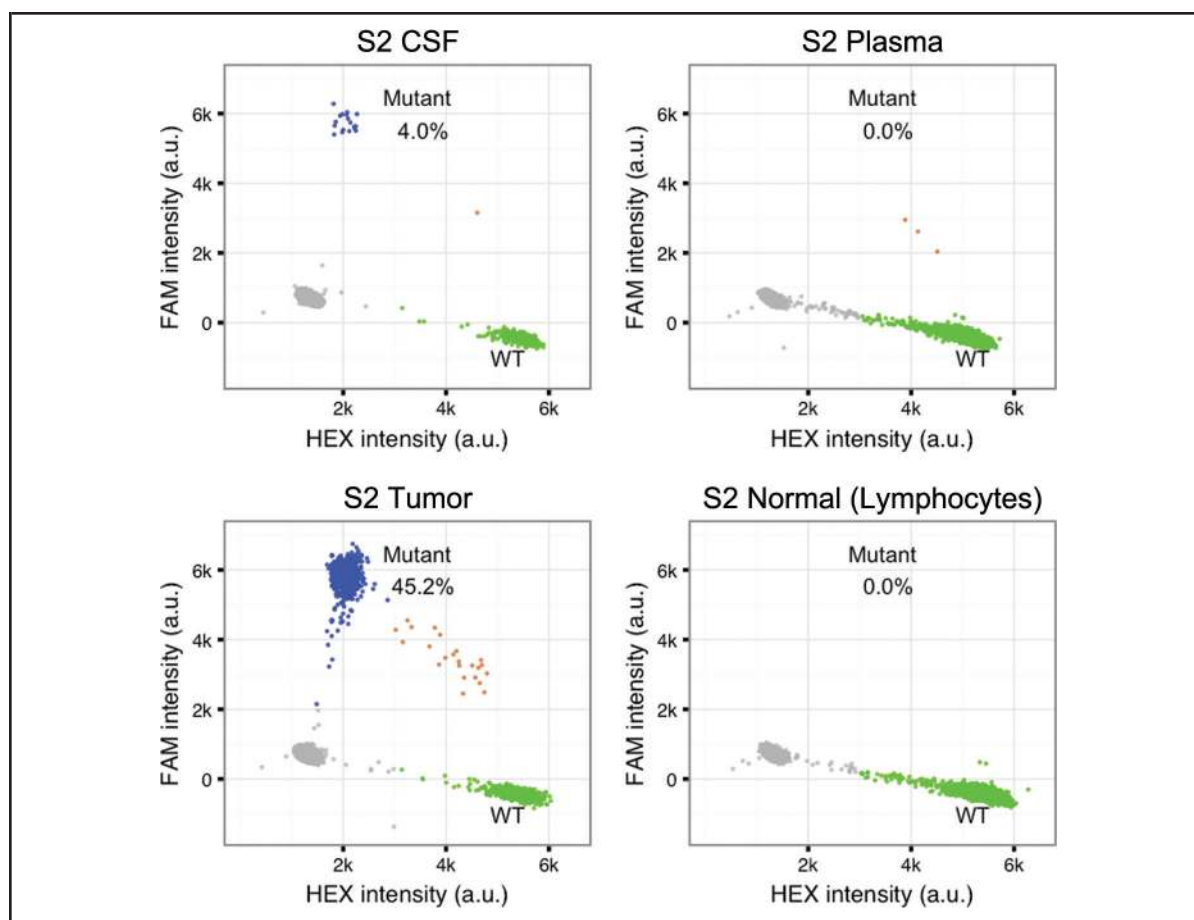 S2 CSF
Mutant
4.0%
6k
4k
2k
0
FAM intensity (a.u.)
WT
2k
4k
6k
HEX intensity (a.u.)
S2 Plasma
Mutant
0.0%
6k
4k
2k
0
FAM intensity (a.u.)
WT
2k
4k
6k
HEX intensity (a.u.)
S2 Tumor
Mutant
45.2%
6k
4k
2k
0
FAM intensity (a.u.)
WT
2k
4k
6k
HEX intensity (a.u.)
S2 Normal (Lymphocytes)
Mutant
0.0%
6k
4k
2k
0
FAM intensity (a.u.)
WT
2k
4k
6k
HEX intensity (a.u.)